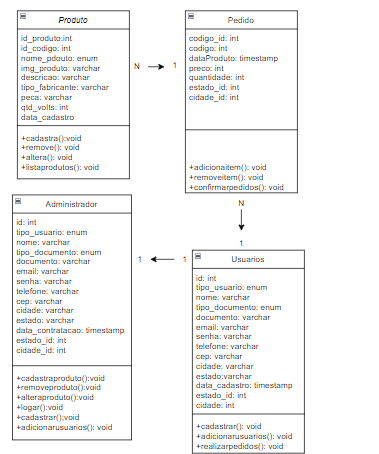 Produto
id_produto:int
id_codigo: int
nome_pdouto: enum
img_produto: varchar
descricao: varchar
tipo_fabricante: varchar
peca: varchar
qtd_volts: int
data_cadastro
+cadastra():void
+remove(): void
+altera(): void
+listaprodutos(): void
N
1
Pedido
codigo_id: int
codigo: int
dataProduto: timestamp
preco: int
quantidade: int
estado_id: int
cidade_id: int
+adicionaitem(): void
+removeitem(): void
+confirmarpedidos(): void
N
1
Administrador
id: int
tipo_usuario: enum
nome: varchar
tipo_documento: enum
documento: varchar
email: varchar
senha: varchar
telefone: varchar
cep: varchar
cidade: varchar
estado: varchar
data_contratacao: timestamp
estado_id: int
cidade_id: int
+cadastraproduto():void
+removeproduto():void
+alteraproduto(): void
+logar():void
+cadastrar();void
+adicionarusuarios(): void
1
1
Usuarios
id: int
tipo_usuario: enum
nome: varchar
tipo_documento: enum
documento: varchar
email: varchar
senha: varchar
telefone: varchar
cep: varchar
cidade: varchar
estado:varchar
data_cadastro: timestamp
estado_id: int
cidade: int
+cadastrar(): void
+adicionarusuarios(): void
+realizarpedidos(): void